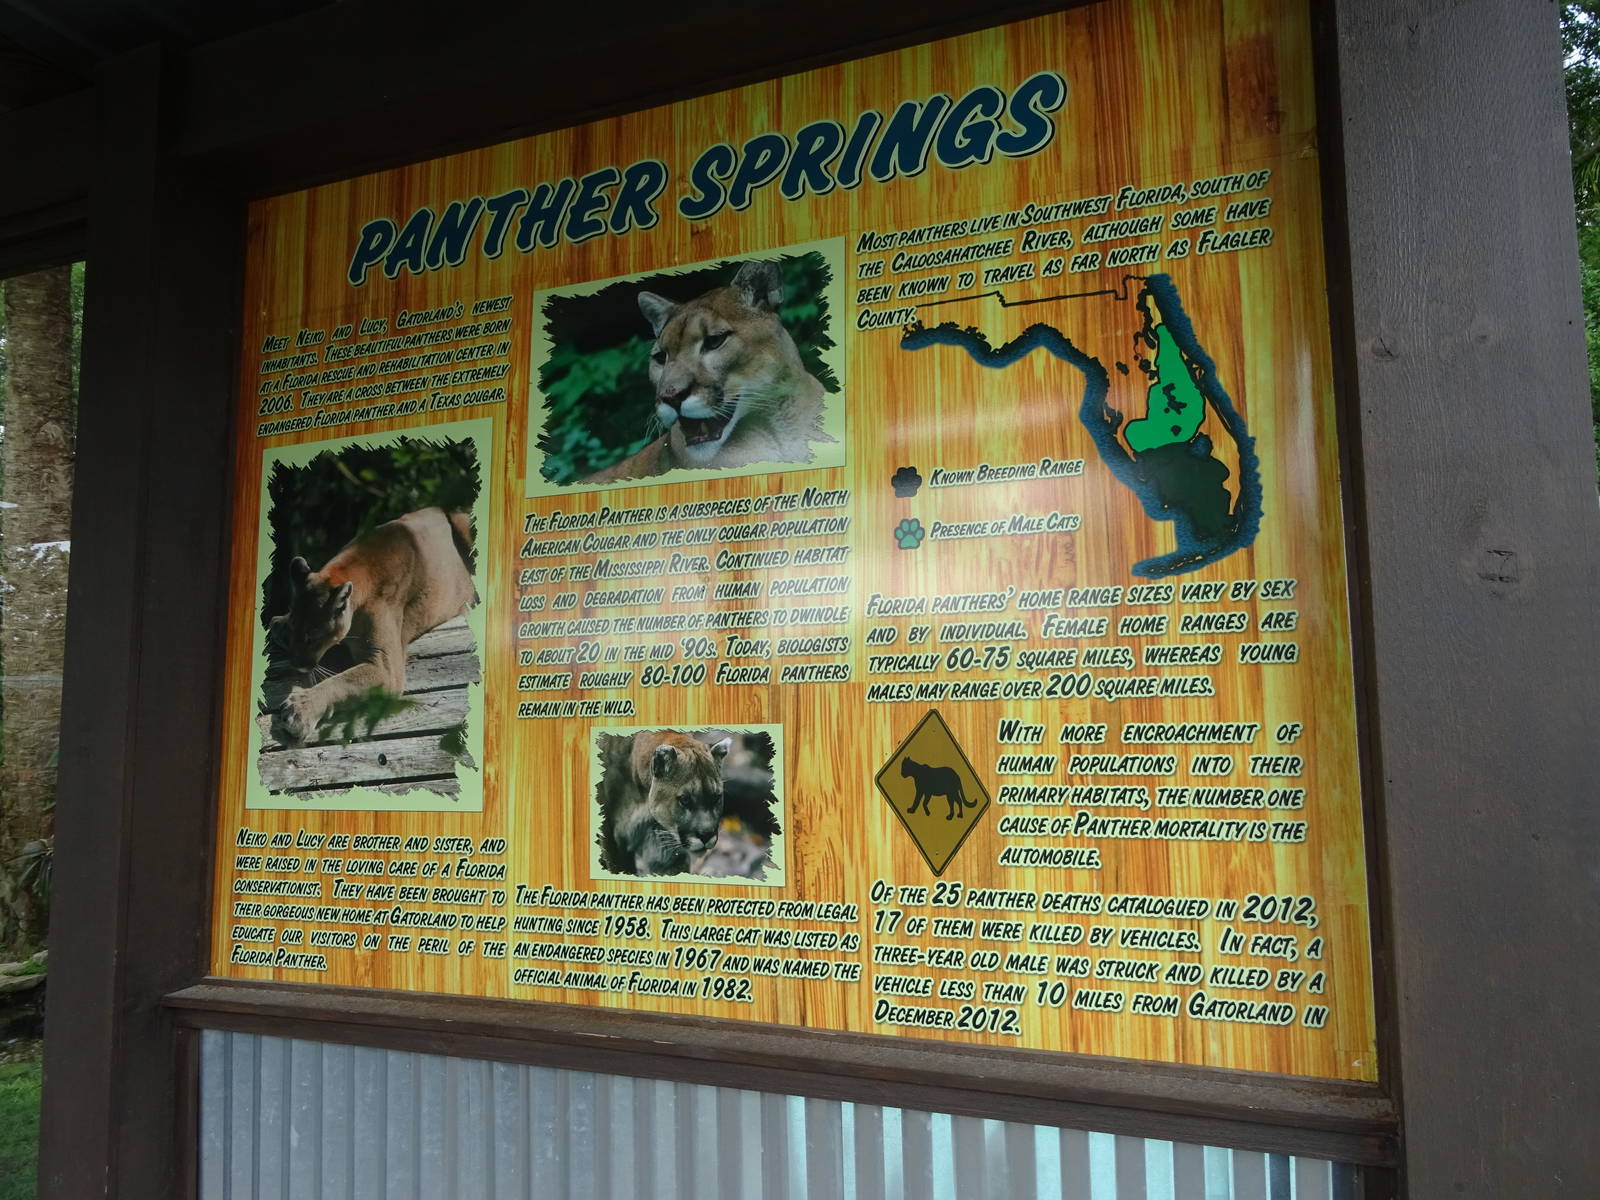 PANTHER SPRINGS
MEET NEIKO AND LUCY, GATORLAND'S NEWEST
INHABITANTS. THESE BEAUTIFUL PANTHERS WERE BORN
AT A FLORIDA RESCUE AND REHABILITATION CENTER IN
2006. THEY ARE A CROSS BETWEEN THE EXTREMELY
ENDANGERED FLORIDA PANTHER AND A TEXAS COUGAR.
NEIKO AND LUCY ARE BROTHER AND SISTER, AND
WERE RAISED IN THE LOVING CARE OF A FLORIDA
CONSERVATIONIST. THEY HAVE BEEN BROUGHT TO
THEIR GORGEOUS NEW HOME AT GATORLAND TO HELP
EDUCATE OUR VISITORS ON THE PERIL OF THE
FLORIDA PANTHER.
THE FLORIDA PANTHER IS A SUBSPECIES OF THE NORTH
AMERICAN COUGAR AND THE ONLY COUGAR POPULATION
EAST OF THE MISSISSIPPI RIVER. CONTINUED HABITAT
LOSS AND DEGRADATION FROM HUMAN POPULATION
GROWTH CAUSED THE NUMBER OF PANTHERS TO DWINDLE
TO ABOUT 20 IN THE MID '90S. TODAY, BIOLOGISTS
ESTIMATE ROUGHLY 80-100 FLORIDA PANTHERS
REMAIN IN THE WILD.
THE FLORIDA PANTHER HAS BEEN PROTECTED FROM LEGAL
HUNTING SINCE 1958. THIS LARGE CAT WAS LISTED AS
AN ENDANGERED SPECIES IN 1967 AND WAS NAMED THE
OFFICIAL ANIMAL OF FLORIDA IN 1982.
MOST PANTHERS LIVE IN SOUTHWEST FLORIDA, SOUTH OF
THE CALOOSAHATCHEE RIVER, ALTHOUGH SOME HAVE
BEEN KNOWN TO TRAVEL AS FAR NORTH AS FLAGLER
COUNTY.
KNOWN BREEDING RANGE
PRESENCE OF MALE CATS
FLORIDA PANTHERS' HOME RANGE SIZES VARY BY SEX
AND BY INDIVIDUAL. FEMALE HOME RANGES ARE
TYPICALLY 60-75 SQUARE MILES, WHEREAS YOUNG
MALES MAY RANGE OVER 200 SQUARE MILES.
WITH MORE ENCROACHMENT OF
HUMAN POPULATIONS INTO THEIR
PRIMARY HABITATS, THE NUMBER ONE
CAUSE OF PANTHER MORTALITY IS THE
AUTOMOBILE.
OF THE 25 PANTHER DEATHS CATALOGUED IN 2012,
17 OF THEM WERE KILLED BY VEHICLES. IN FACT, A
THREE-YEAR OLD MALE WAS STRUCK AND KILLED BY A
VEHICLE LESS THAN 10 MILES FROM GATORLAND IN
DECEMBER 2012.